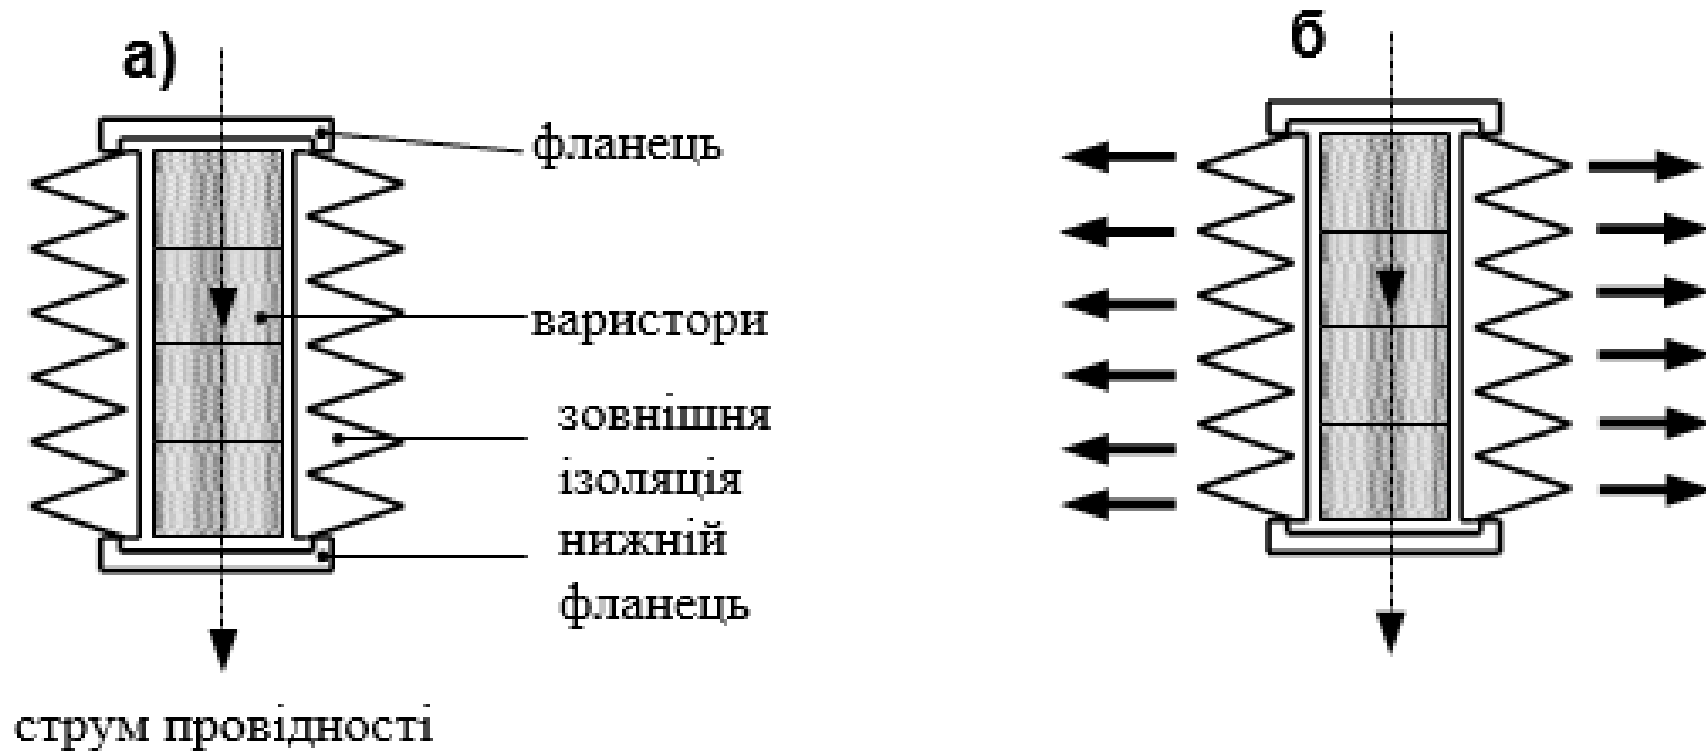 а)
б
фланець
варистори
зовнішня
ізоляція
нижній
фланець
струм провідності